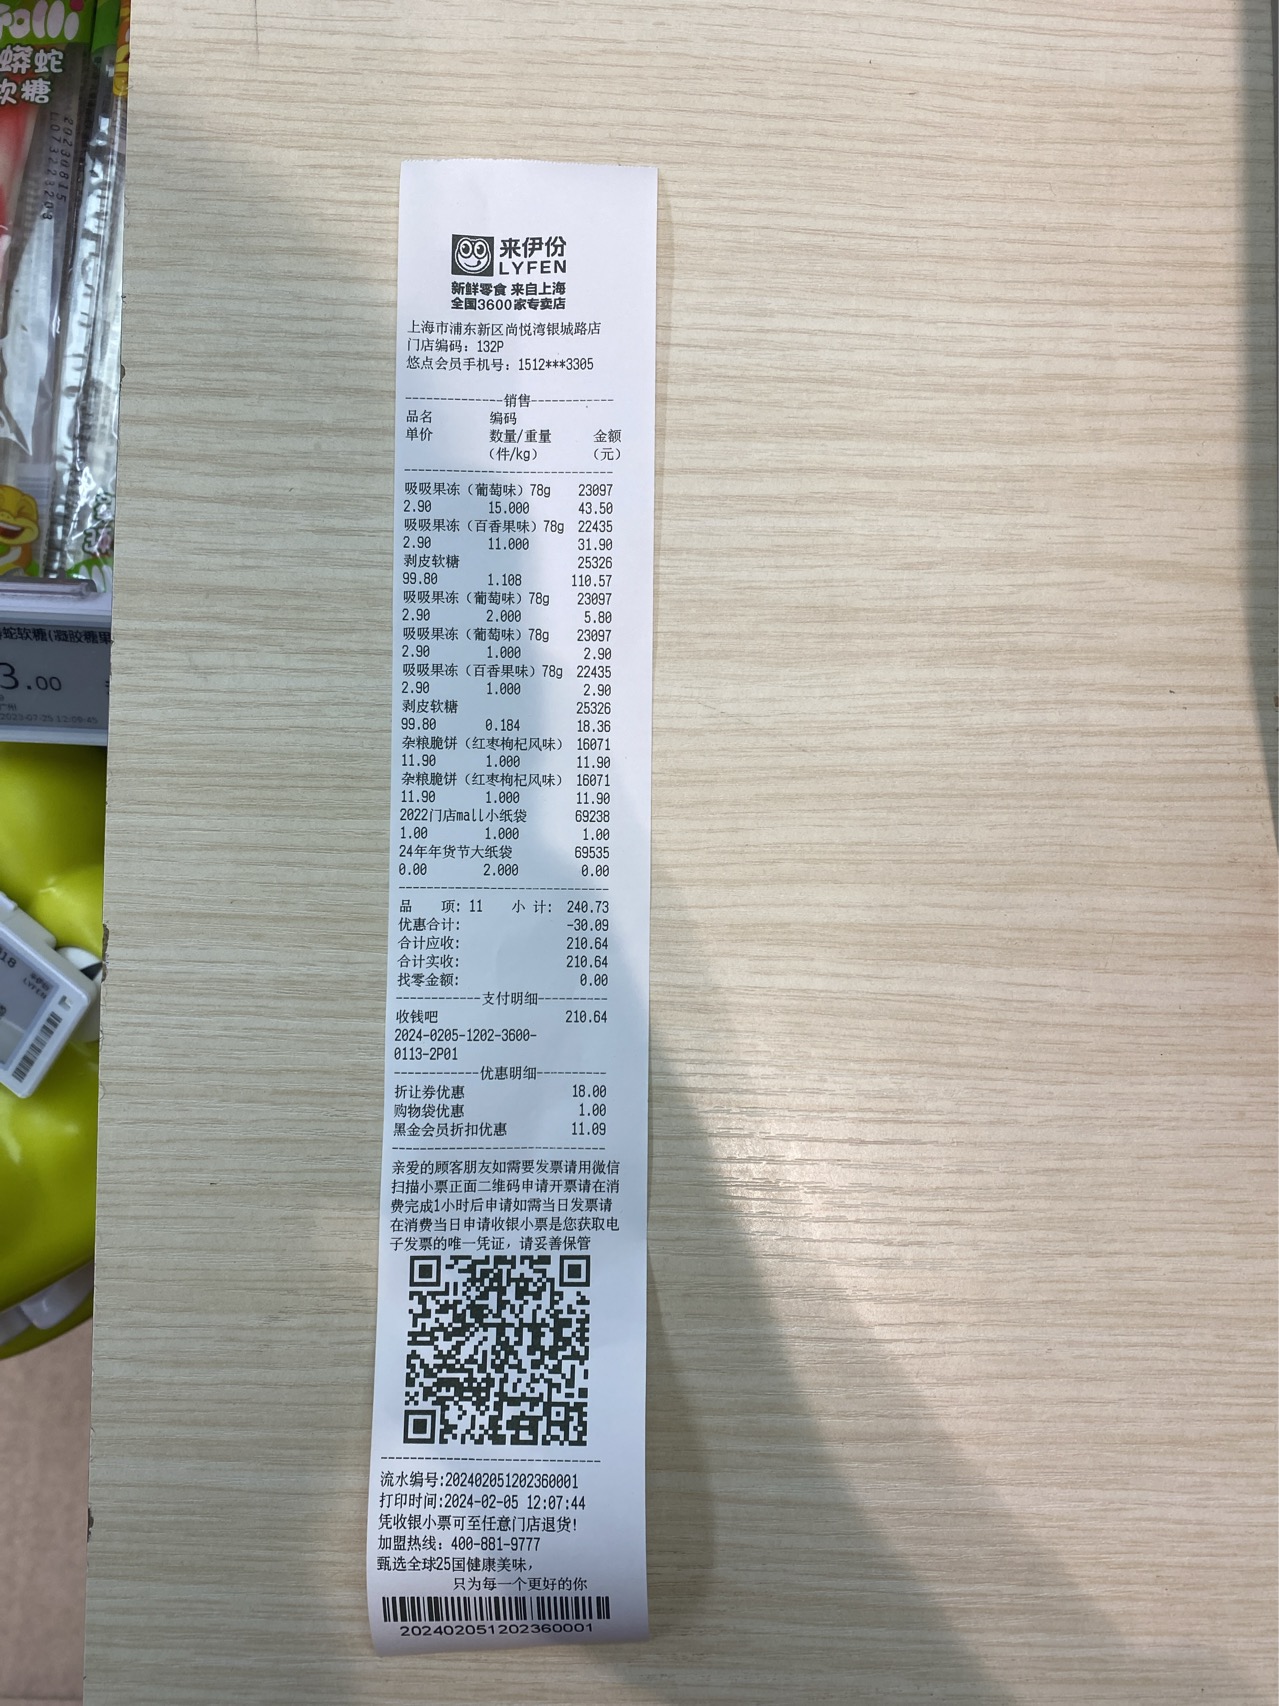 rolli
蟒蛇
软糖
20230815
来伊份
LYFEN
新鲜零食 来自上海
全国3600家专卖店
上海市浦东新区尚悦湾银城路店
门店编码：132P
悠点会员手机号：1512***3305
--------------销售------------
品名 编码
单价 数量/重量 金额
（件/kg） （元）
------------------------------
吸吸果冻（葡萄味）78g 23097
2.90 15.000 43.50
吸吸果冻（百香果味）78g 22435
2.90 11.000 31.90
剥皮软糖 25326
99.80 1.108 110.57
吸吸果冻（葡萄味）78g 23097
2.90 2.000 5.80
吸吸果冻（葡萄味）78g 23097
2.90 1.000 2.90
吸吸果冻（百香果味）78g 22435
2.90 1.000 2.90
剥皮软糖 25326
99.80 0.184 18.36
杂粮脆饼（红枣枸杞风味） 16071
11.90 1.000 11.90
杂粮脆饼（红枣枸杞风味） 16071
11.90 1.000 11.90
2022门店mall小纸袋 69238
1.00 1.000 1.00
24年年货节大纸袋 69535
0.00 2.000 0.00
------------------------------
品 项: 11 小 计: 240.73
优惠合计: -30.09
合计应收: 210.64
合计实收: 210.64
找零金额: 0.00
------------支付明细----------
收钱吧 210.64
2024-0205-1202-3600-
0113-2P01
------------优惠明细----------
折让券优惠 18.00
购物袋优惠 1.00
黑金会员折扣优惠 11.09
------------------------------
亲爱的顾客朋友如需要发票请用微信
扫描小票正面二维码申请开票请在消
费完成1小时后申请如需当日发票请
在消费当日申请收银小票是您获取电
子发票的唯一凭证，请妥善保管
------------------------------
流水编号:202402051202360001
打印时间:2024-02-05 12:07:44
凭收银小票可至任意门店退货!
加盟热线：400-881-9777
甄选全球25国健康美味，
只为每一个更好的你
202402051202360001
蛇软糖(凝胶糖果
3.00
2023-07-25 12:09:45
LYFEN